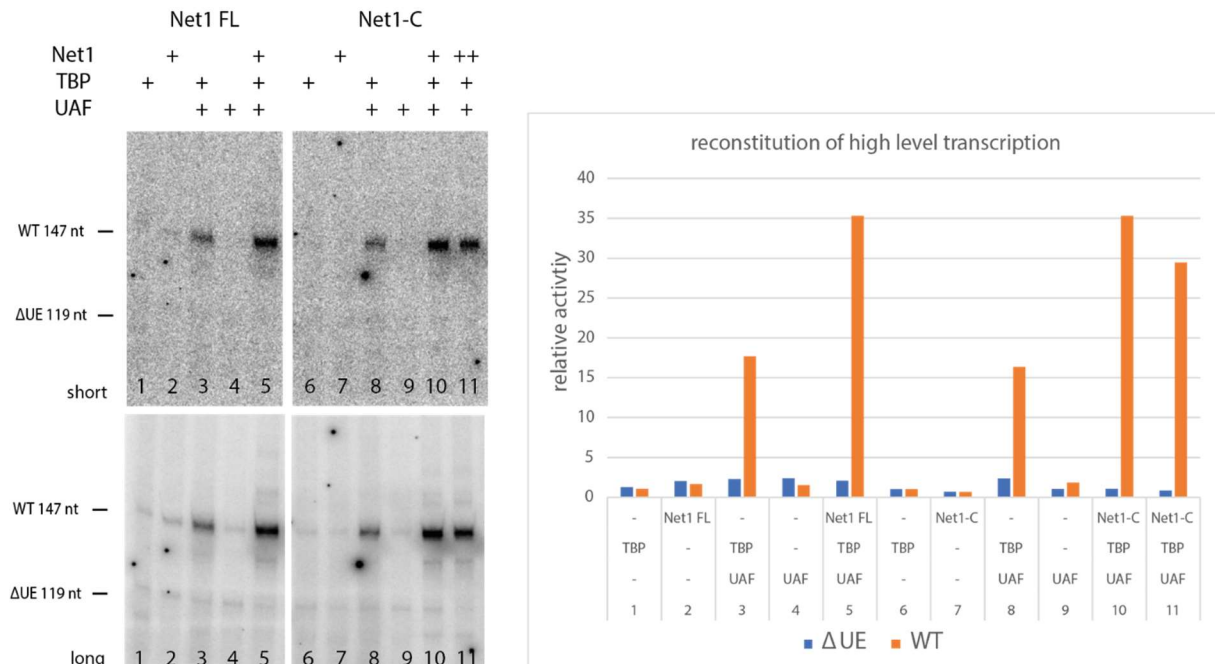 Net1 FL Net1-C
Net1 + + + + ++
TBP + + + + + + +
UAF + + + + + + +
WT 147 nt
ΔUE 119 nt
short 1 2 3 4 5 6 7 8 9 10 11
WT 147 nt
ΔUE 119 nt
long 1 2 3 4 5 6 7 8 9 10 11
reconstitution of high level transcription
relative activtiy
40
35
30
25
20
15
10
5
0
- Net1 FL - - Net1 FL - Net1-C - - Net1-C Net1-C
TBP - TBP - TBP TBP - TBP - TBP TBP
- - UAF UAF UAF - - UAF UAF UAF UAF
1 2 3 4 5 6 7 8 9 10 11
ΔUE WT